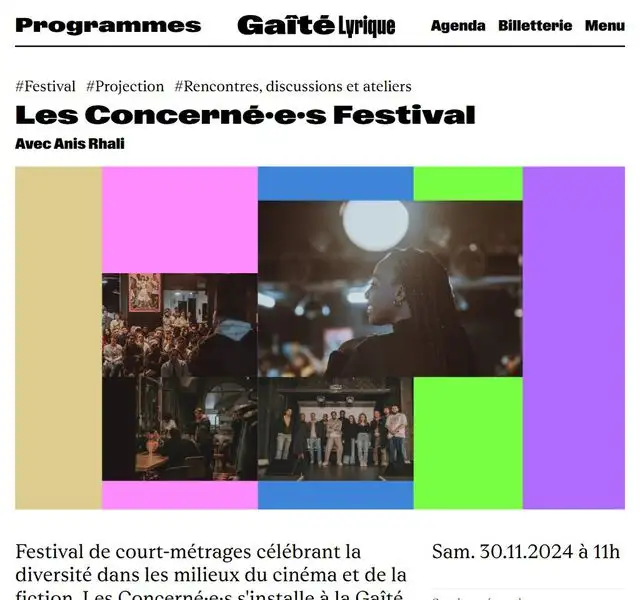 Programmes
Gaîté Lyrique
Agenda Billetterie Menu
#Festival #Projection #Rencontres, discussions et ateliers
Les Concerné·e·s Festival
Avec Anis Rhali
Festival de court-métrages célébrant la
diversité dans les milieux du cinéma et de la
fiction, Les Concerné·e·s s'installe à la Gaîté
Sam. 30.11.2024 à 11h